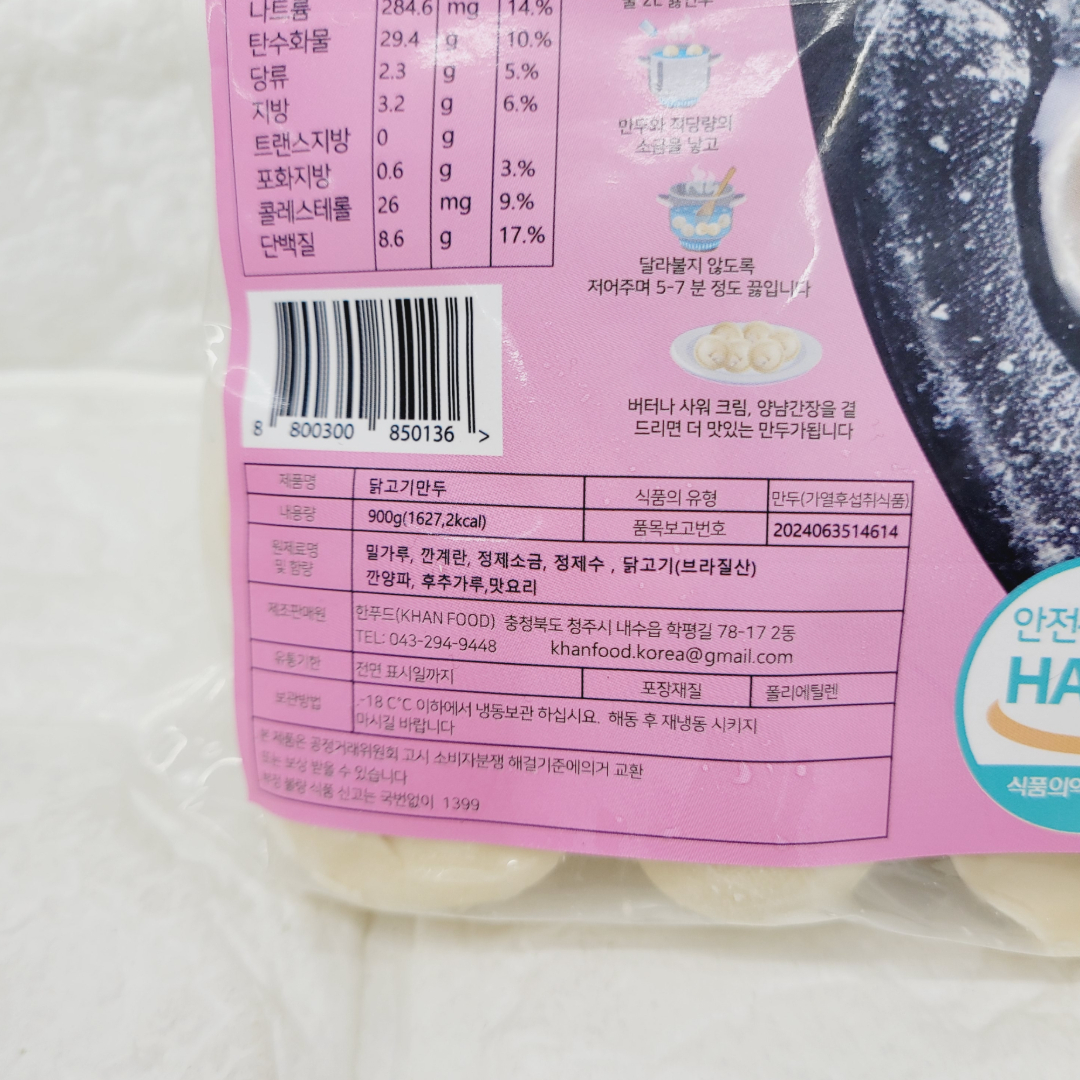 나트륨 284.6 mg 14.%
탄수화물 29.4 g 10.%
당류 2.3 g 5.%
지방 3.2 g 6.%
트랜스지방 0 g
포화지방 0.6 g 3.%
콜레스테롤 26 mg 9.%
단백질 8.6 g 17.%
만두와 적당량의
소금을 넣고
달라붙지 않도록
저어주며 5-7 분 정도 끓입니다
버터나 사워 크림, 양념간장을 곁
드리면 더 맛있는 만두가됩니다
8 800300 850136 >
제품명 닭고기만두 식품의 유형 만두(가열후섭취식품)
내용량 900g(1627,2kcal) 품목보고번호 2024063514614
원제료명 및 함량
밀가루, 깐계란, 정제소금, 정제수 , 닭고기(브라질산)
깐양파, 후추가루,맛요리
제조판매원 한푸드(KHAN FOOD) 충청북도 청주시 내수읍 학평길 78-17 2동
TEL: 043-294-9448 khanfood.korea@gmail.com
유통기한 전면 표시일까지 포장재질 폴리에틸렌
보관방법 .-18 C°C 이하에서 냉동보관 하십시요. 해동 후 재냉동 시키지
마시길 바랍니다
본 제품은 공정거래위원회 고시 소비자분쟁 해결기준에의거 교환
또는 보상 받을 수 있습니다
부정 불량 식품 신고는 국번없이 1399
안전
HA
식품의약